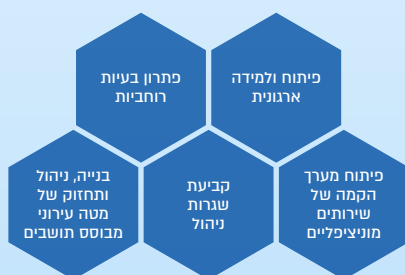 פיתוח ולמידה
ארגונית
פתרון בעיות
רוחביות
פיתוח מערך
הקמה של
שירותים
מוניציפליים
קביעת
שגרות
ניהול
בנייה, ניהול
ותחזוק של
מטה עירוני
מבוסס תושבים